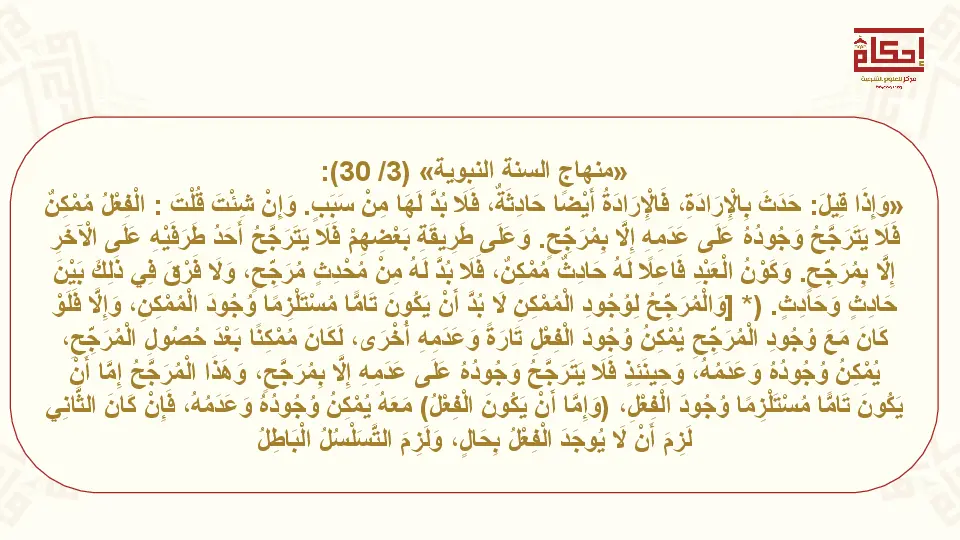 إحكام
مركز للعلوم الشرعية
«منهاج السنة النبوية» (3/ 30):
«وَإِذَا قِيلَ: حَدَثَ بِالْإِرَادَةِ، فَالْإِرَادَةُ أَيْضًا حَادِثَةٌ، فَلَا بُدَّ لَهَا مِنْ سَبَبٍ. وَإِنْ شِئْتَ قُلْتَ : الْفِعْلُ مُمْكِنٌ
فَلَا يَتَرَجَّحُ وُجُودُهُ عَلَى عَدَمِهِ إِلَّا بِمُرَجِّحٍ. وَعَلَى طَرِيقَةِ بَعْضِهِمْ فَلَا يَتَرَجَّحُ أَحَدُ طَرَفَيْهِ عَلَى الْآخَرِ
إِلَّا بِمُرَجِّحٍ. وَكَوْنُ الْعَبْدِ فَاعِلًا لَهُ حَادِثٌ مُمْكِنٌ، فَلَا بُدَّ لَهُ مِنْ مُحْدِثٍ مُرَجِّحٍ، وَلَا فَرْقَ فِي ذَلِكَ بَيْنَ
حَادِثٍ وَحَادِثٍ. (* [وَالْمُرَجِّحُ لِوُجُودِ الْمُمْكِنِ لَا بُدَّ أَنْ يَكُونَ تَامًّا مُسْتَلْزِمًا وُجُودَ الْمُمْكِنِ، وَإِلَّا فَلَوْ
كَانَ مَعَ وُجُودِ الْمُرَجِّحِ يُمْكِنُ وُجُودَ الْفِعْلِ تَارَةً وَعَدَمِهِ أُخْرَى، لَكَانَ مُمْكِنًا بَعْدَ حُصُولِ الْمُرَجِّحِ،
يُمْكِنُ وُجُودُهُ وَعَدَمُهُ، وَحِينَئِذٍ فَلَا يَتَرَجَّحُ وُجُودُهُ عَلَى عَدَمِهِ إِلَّا بِمُرَجِّحٍ، وَهَذَا الْمُرَجَّحُ إِمَّا أَنْ
يَكُونَ تَامًّا مُسْتَلْزِمًا وُجُودَ الْفِعْلِ، (وَإِمَّا أَنْ يَكُونَ الْفِعْلُ) مَعَهُ يُمْكِنُ وُجُودُهُ وَعَدَمُهُ، فَإِنْ كَانَ الثَّانِي
لَزِمَ أَنْ لَا يُوجَدَ الْفِعْلُ بِحَالٍ، وَلَزِمَ التَّسَلْسُلُ الْبَاطِلُ